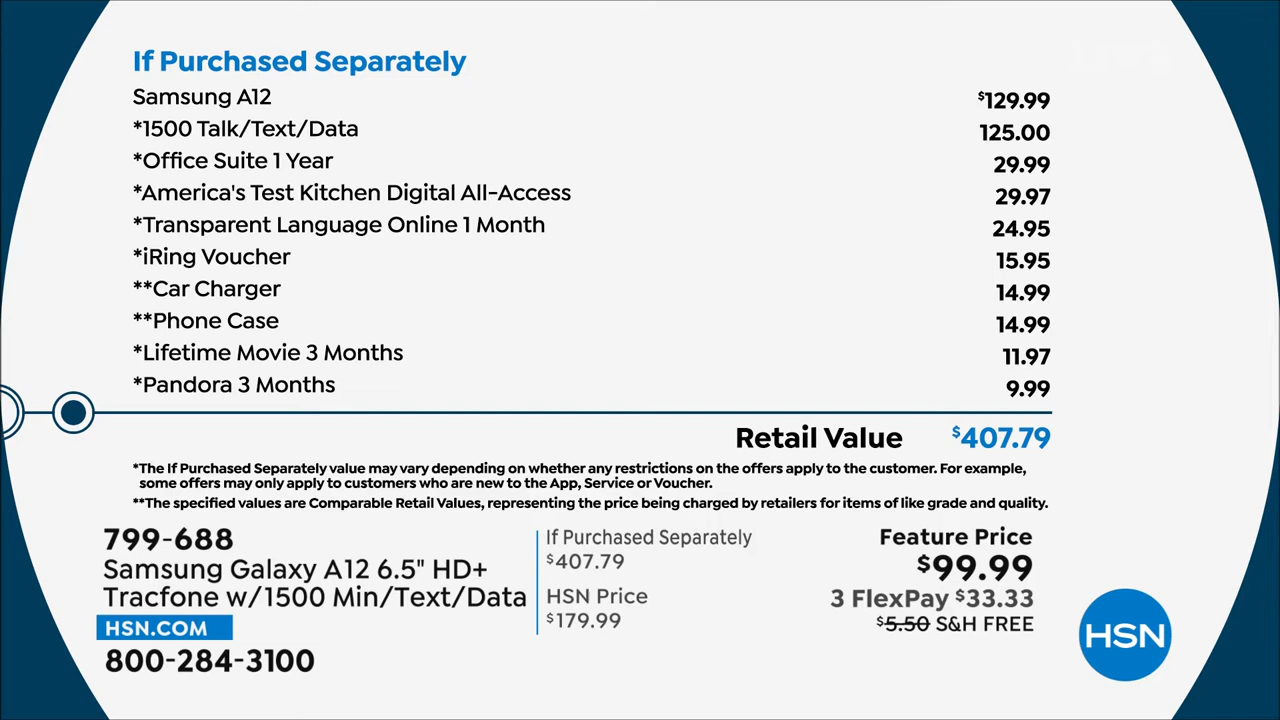 If Purchased Separately
Samsung A12 $129.99
*1500 Talk/Text/Data 125.00
*Office Suite 1 Year 29.99
*America's Test Kitchen Digital All-Access 29.97
*Transparent Language Online 1 Month 24.95
*iRing Voucher 15.95
**Car Charger 14.99
**Phone Case 14.99
*Lifetime Movie 3 Months 11.97
*Pandora 3 Months 9.99
Retail Value $407.79
*The If Purchased Separately value may vary depending on whether any restrictions on the offers apply to the customer. For example,
some offers may only apply to customers who are new to the App, Service or Voucher.
**The specified values are Comparable Retail Values, representing the price being charged by retailers for items of like grade and quality.
799-688
Samsung Galaxy A12 6.5" HD+
Tracfone w/1500 Min/Text/Data
HSN.COM
800-284-3100
If Purchased Separately
$407.79
HSN Price
$179.99
Feature Price
$99.99
3 FlexPay $33.33
$5.50 S&H FREE
HSN